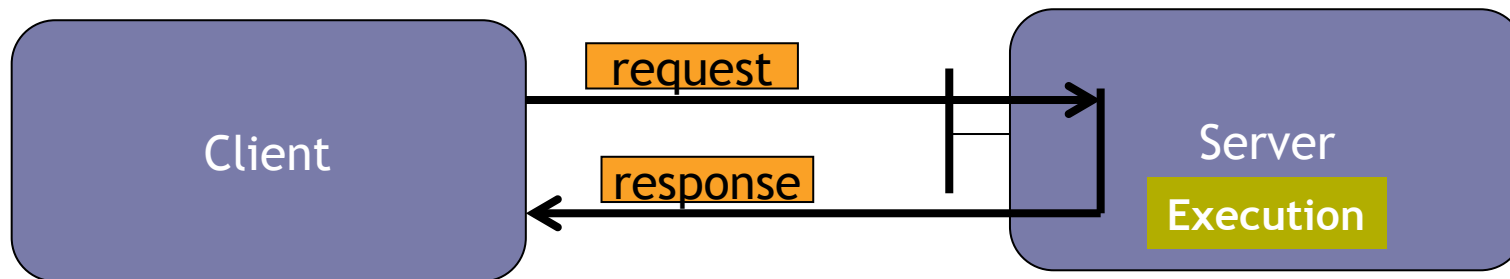 request
Client
Server
response
Execution